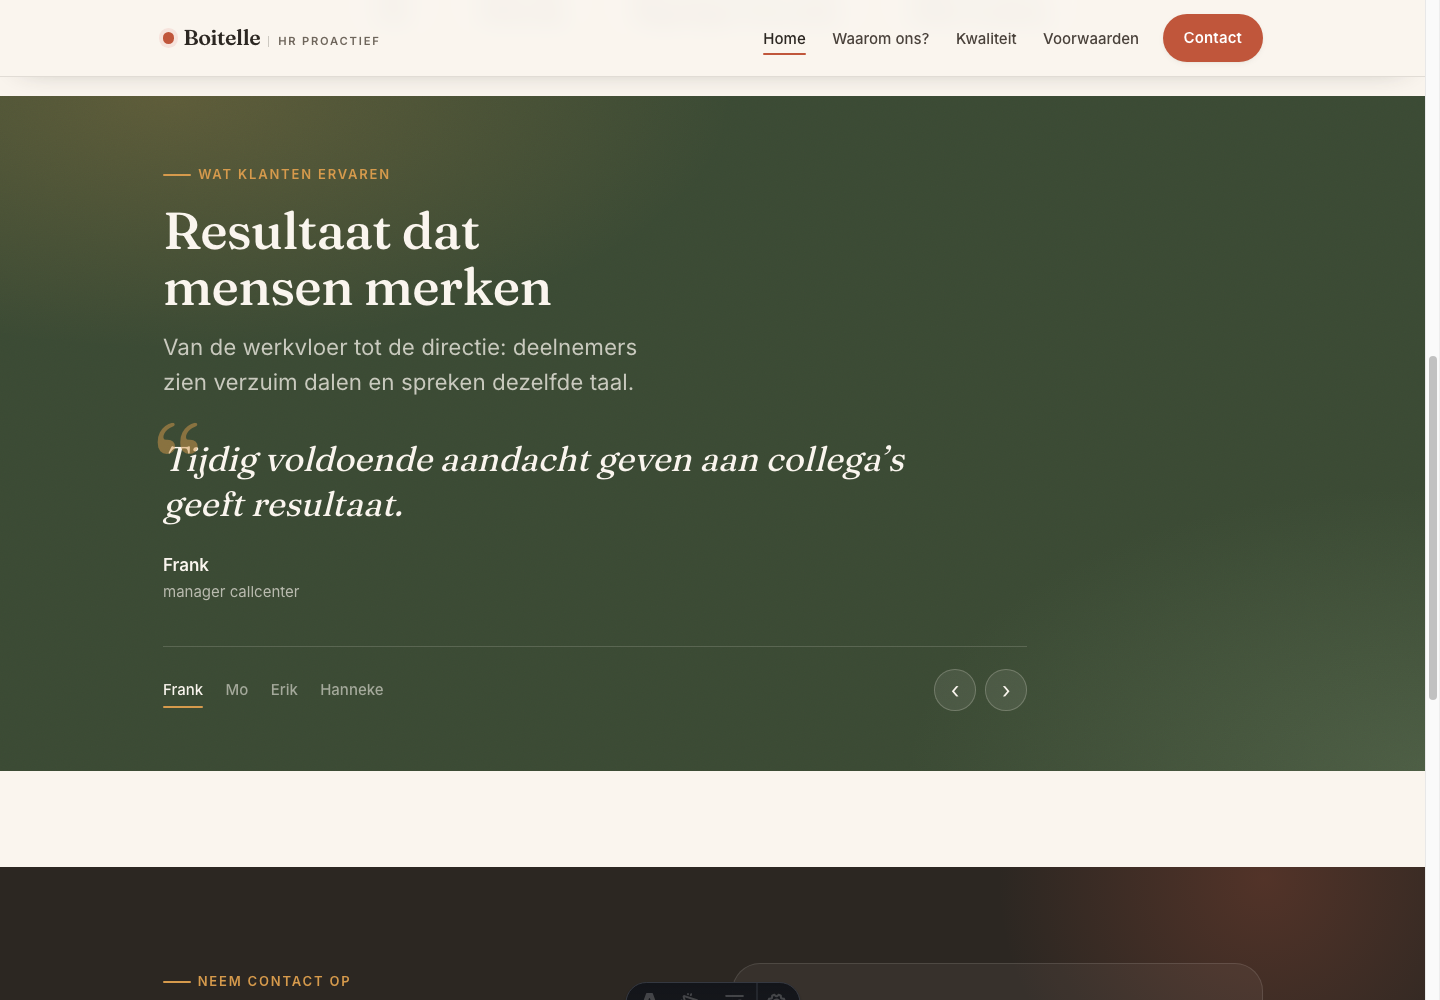 Boitelle | HR PROACTIEF
Home
Waarom ons?
Kwaliteit
Voorwaarden
Contact
WAT KLANTEN ERVAREN
Resultaat dat
mensen merken
Van de werkvloer tot de directie: deelnemers
zien verzuim dalen en spreken dezelfde taal.
“
Tijdig voldoende aandacht geven aan collega’s
geeft resultaat.
Frank
manager callcenter
Frank
Mo
Erik
Hanneke
‹ ›
NEEM CONTACT OP